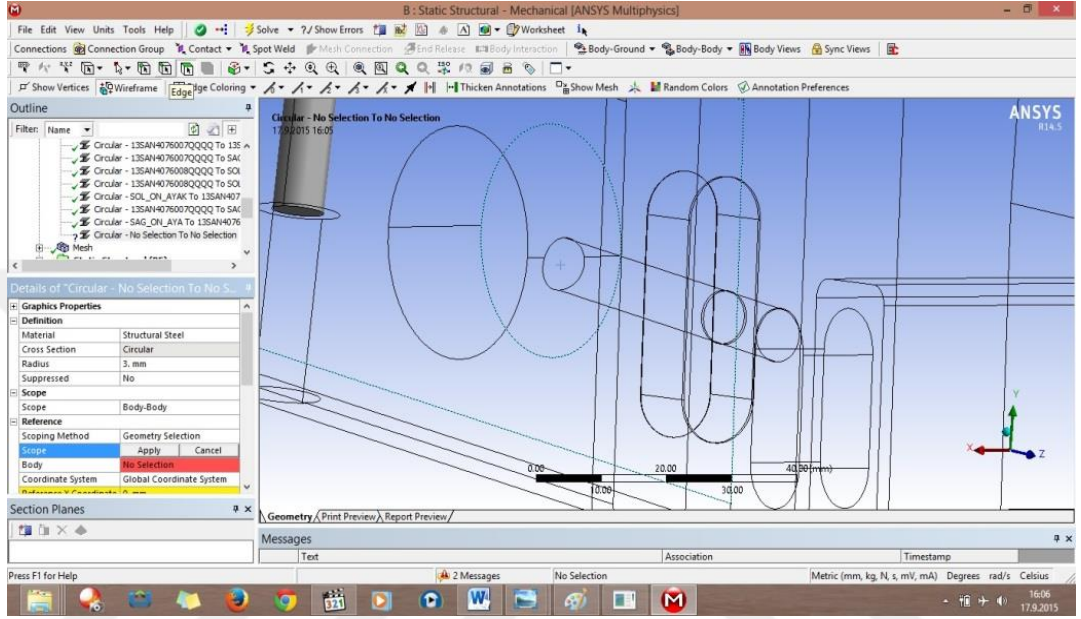 B : Static Structural - Mechanical [ANSYS Multiphysics]
File Edit View Units Tools Help Solve ?/ Show Errors Worksheet
Connections Connection Group Contact Spot Weld Mesh Connection End Release Body Interaction Body-Ground Body-Body Body Views Sync Views
Show Vertices Wireframe Edge Coloring Thicken Annotations Show Mesh Random Colors Annotation Preferences
Edge
Outline
Filter: Name
Circular - 13SAN4076007QQQQ To 13S
Circular - 13SAN4076007QQQQ To SAG
Circular - 13SAN4076008QQQQ To SOL
Circular - 13SAN4076008QQQQ To SOL
Circular - SOL_ON_AYAK To 13SAN407
Circular - 13SAN4076007QQQQ To SAG
Circular - SAG_ON_AYA To 13SAN4076
Circular - No Selection To No Selection
Mesh
Details of "Circular - No Selection To No S...
Graphics Properties
Definition
Material Structural Steel
Cross Section Circular
Radius 3. mm
Suppressed No
Scope
Scope Body-Body
Reference
Scoping Method Geometry Selection
Scope Apply Cancel
Body No Selection
Coordinate System Global Coordinate System
Reference X Coordinate 0. mm
Section Planes
Circular - No Selection To No Selection
17.9.2015 16:05
ANSYS
R14.5
Y
X
Z
0.00 20.00 40.00 (mm)
10.00 30.00
Geometry Print Preview Report Preview
Messages
Text Association Timestamp
Press F1 for Help 2 Messages No Selection Metric (mm, kg, N, s, mV, mA) Degrees rad/s Celsius
321
16:06
17.9.2015